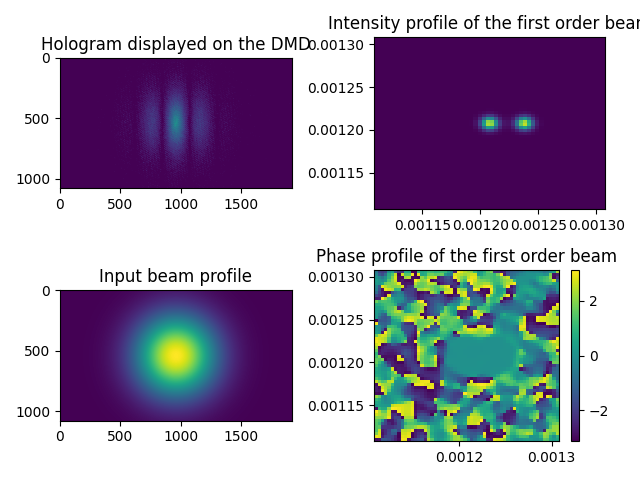 Hologram displayed on the DMD
0
500
1000
0 500 1000 1500
Intensity profile of the first order bear
0.00130
0.00125
0.00120
0.00115
0.00115 0.00120 0.00125 0.00130
Input beam profile
0
500
1000
0 500 1000 1500
Phase profile of the first order beam
0.00130
0.00125
0.00120
0.00115
0.0012 0.0013
2
0
−2